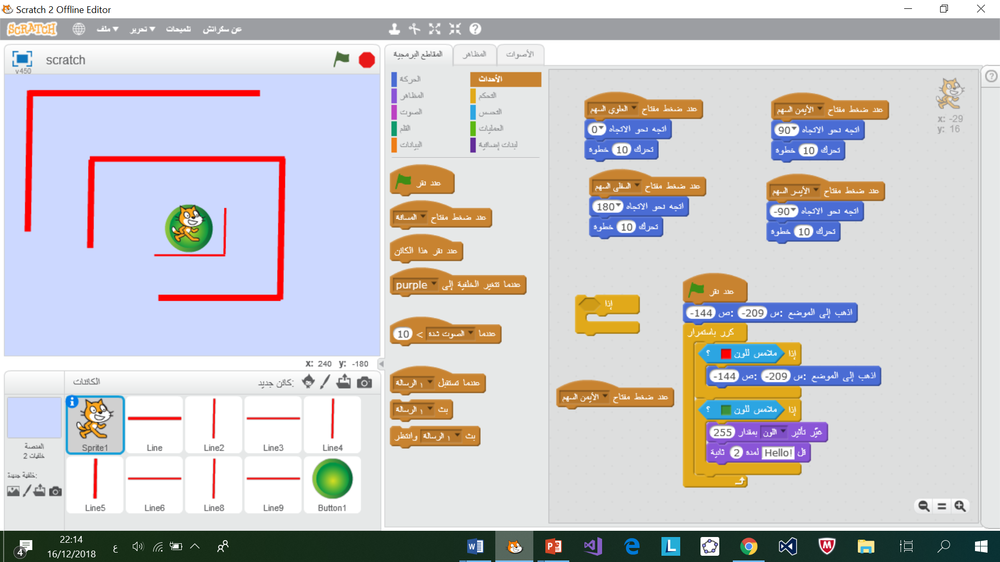 Scratch 2 Offline Editor
SCRATCH
ملف
تحرير
تلميحات
عن سكراتش
scratch
v450
المقاطع البرمجية
المظاهر
الأصوات
الحركة
الأحداث
المظاهر
التحكم
الصوت
التحسس
القلم
العمليات
البيانات
لبنات إضافية
عند نقر
عند ضغط مفتاح المسافة
عند نقر هذا الكائن
عندما تتغير الخلفية إلى purple
عندما الصوت شدة > 10
عندما تستقبل الرسالة ١
بث الرسالة ١
بث الرسالة ١ وانتظر
عند ضغط مفتاح العلوي السهم
اتجه نحو الاتجاه 0
تحرك 10 خطوة
عند ضغط مفتاح الأيمن السهم
اتجه نحو الاتجاه 90
تحرك 10 خطوة
عند ضغط مفتاح السفلي السهم
اتجه نحو الاتجاه 180
تحرك 10 خطوة
عند ضغط مفتاح الأيسر السهم
اتجه نحو الاتجاه -90
تحرك 10 خطوة
x: -29
y: 16
إذا
عند ضغط مفتاح الأيمن السهم
عند نقر
اذهب إلى الموضع س: -209 ص: -144
كرر باستمرار
إذا ملامس للون ؟
اذهب إلى الموضع س: -209 ص: -144
إذا ملامس للون ؟
غيّر تأثير اللون بمقدار 255
قل Hello! لمدة 2 ثانية
x: 240 y: -180
الكائنات
كائن جديد:
المنصة
خلفيات 2
خلفية جديدة:
Sprite1
Line
Line2
Line3
Line4
Line5
Line6
Line8
Line9
Button1
4
22:14
16/12/2018
ع